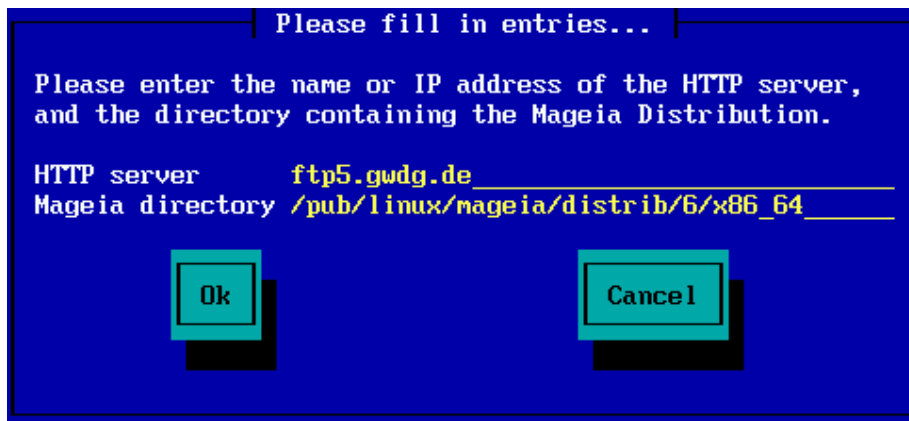 Please fill in entries...
Please enter the name or IP address of the HTTP server,
and the directory containing the Mageia Distribution.
HTTP server ftp5.gwdg.de
Mageia directory /pub/linux/mageia/distrib/6/x86_64
Ok Cancel